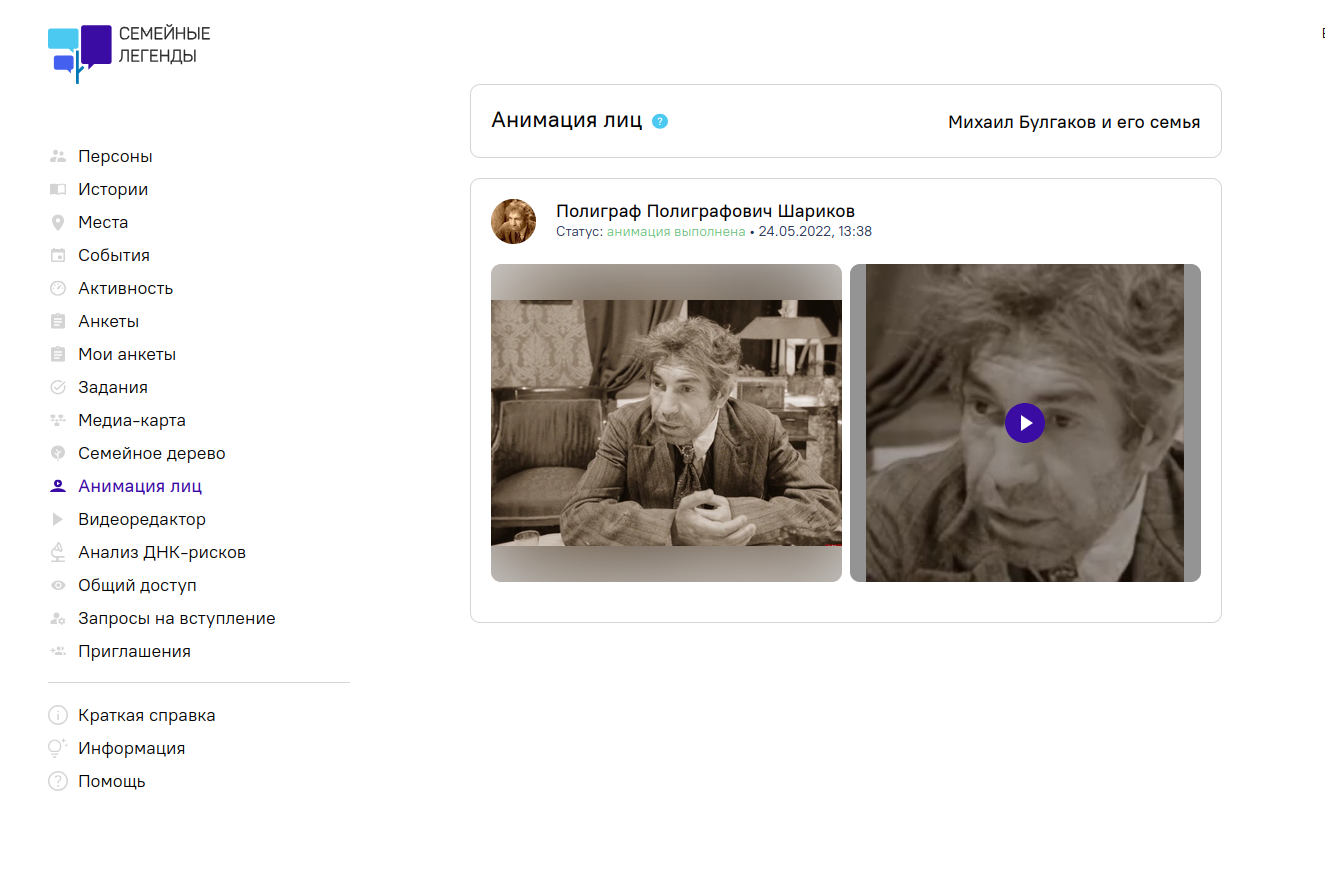 СЕМЕЙНЫЕ
ЛЕГЕНДЫ
Анимация лиц ?
Михаил Булгаков и его семья
Персоны
Истории
Места
События
Активность
Анкеты
Мои анкеты
Задания
Медиа-карта
Семейное дерево
Анимация лиц
Видеоредактор
Анализ ДНК-рисков
Общий доступ
Запросы на вступление
Приглашения
Краткая справка
Информация
Помощь
Полиграф Полиграфович Шариков
Статус: анимация выполнена • 24.05.2022, 13:38